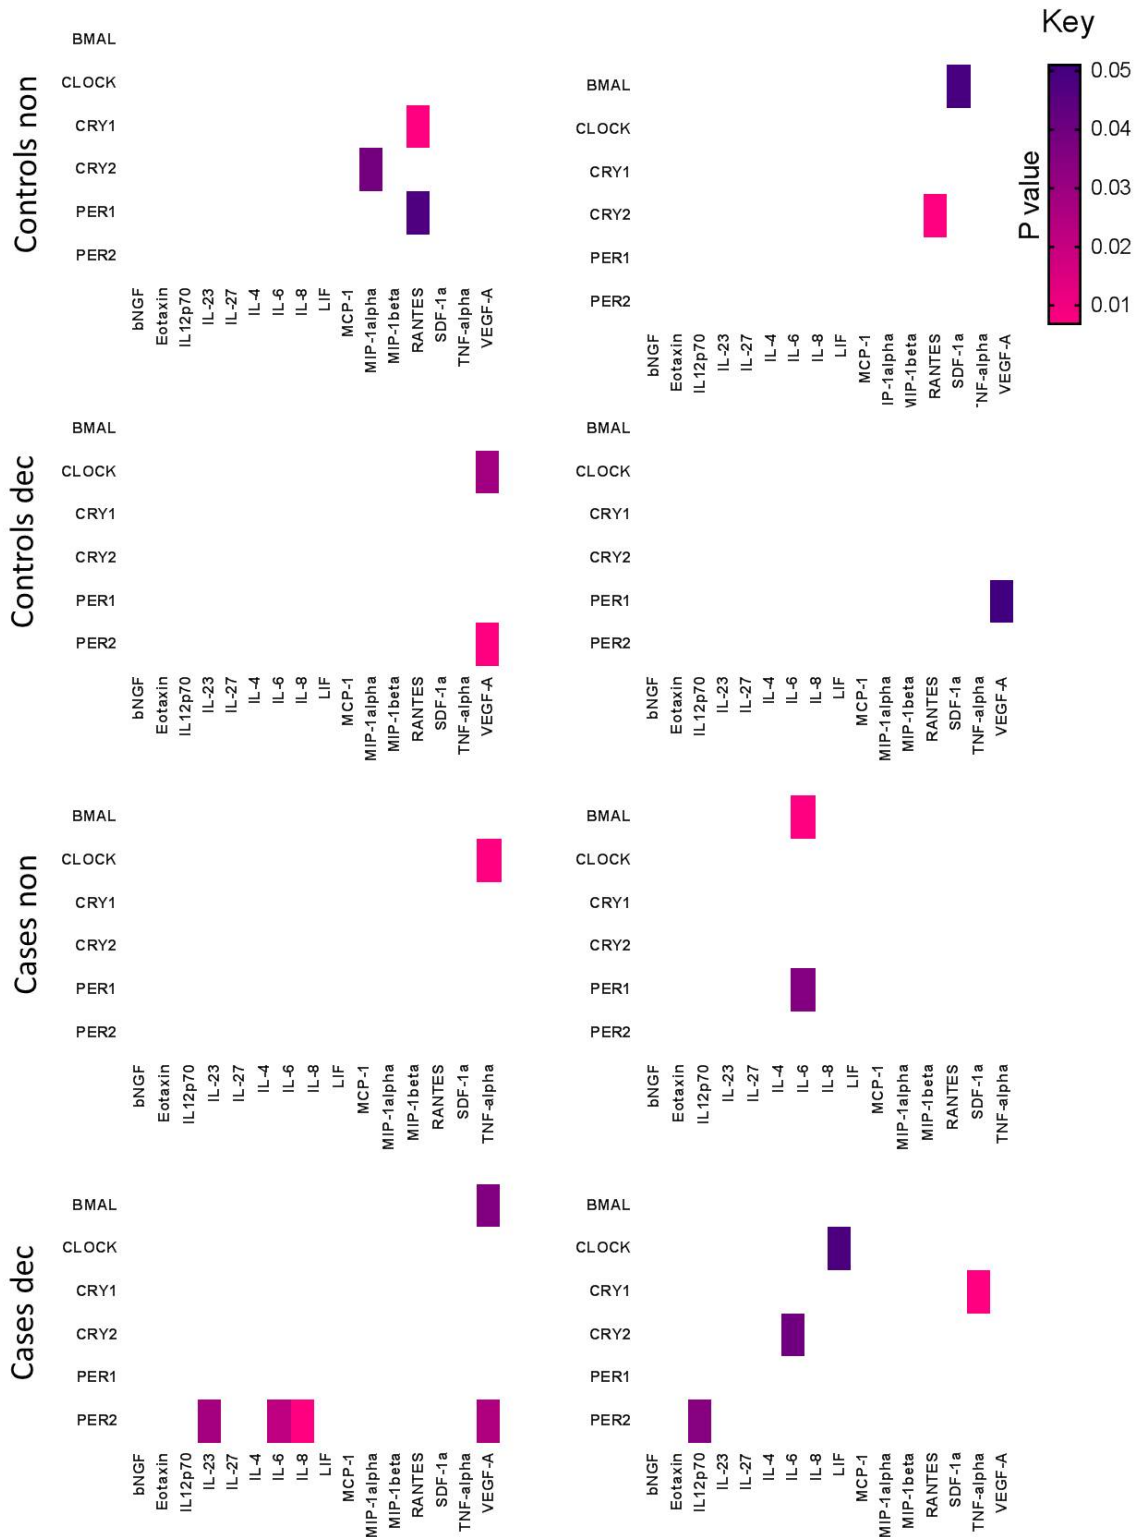 Key
0.05
0.04
0.03
0.02
0.01
P value
Controls non
BMAL
CLOCK
CRY1
CRY2
PER1
PER2
bNGF
Eotaxin
IL12p70
IL-23
IL-27
IL-4
IL-6
IL-8
LIF
MCP-1
MIP-1alpha
MIP-1beta
RANTES
SDF-1a
TNF-alpha
VEGF-A
BMAL
CLOCK
CRY1
CRY2
PER1
PER2
bNGF
Eotaxin
IL12p70
IL-23
IL-27
IL-4
IL-6
IL-8
LIF
MCP-1
IP-1alpha
MIP-1beta
RANTES
SDF-1a
NF-alpha
VEGF-A
Controls dec
BMAL
CLOCK
CRY1
CRY2
PER1
PER2
bNGF
Eotaxin
IL12p70
IL-23
IL-27
IL-4
IL-6
IL-8
LIF
MCP-1
MIP-1alpha
MIP-1beta
RANTES
SDF-1a
TNF-alpha
VEGF-A
BMAL
CLOCK
CRY1
CRY2
PER1
PER2
bNGF
Eotaxin
IL12p70
IL-23
IL-27
IL-4
IL-6
IL-8
LIF
MCP-1
MIP-1alpha
MIP-1beta
RANTES
SDF-1a
TNF-alpha
VEGF-A
Cases non
BMAL
CLOCK
CRY1
CRY2
PER1
PER2
bNGF
Eotaxin
IL12p70
IL-23
IL-27
IL-4
IL-6
IL-8
LIF
MCP-1
MIP-1alpha
MIP-1beta
RANTES
SDF-1a
TNF-alpha
BMAL
CLOCK
CRY1
CRY2
PER1
PER2
bNGF
Eotaxin
IL12p70
IL-23
IL-27
IL-4
IL-6
IL-8
LIF
MCP-1
MIP-1alpha
MIP-1beta
RANTES
SDF-1a
TNF-alpha
Cases dec
BMAL
CLOCK
CRY1
CRY2
PER1
PER2
bNGF
Eotaxin
IL12p70
IL-23
IL-27
IL-4
IL-6
IL-8
LIF
MCP-1
MIP-1alpha
MIP-1beta
RANTES
SDF-1a
TNF-alpha
VEGF-A
BMAL
CLOCK
CRY1
CRY2
PER1
PER2
bNGF
Eotaxin
IL12p70
IL-23
IL-27
IL-4
IL-6
IL-8
LIF
MCP-1
MIP-1alpha
MIP-1beta
RANTES
SDF-1a
TNF-alpha
VEGF-A